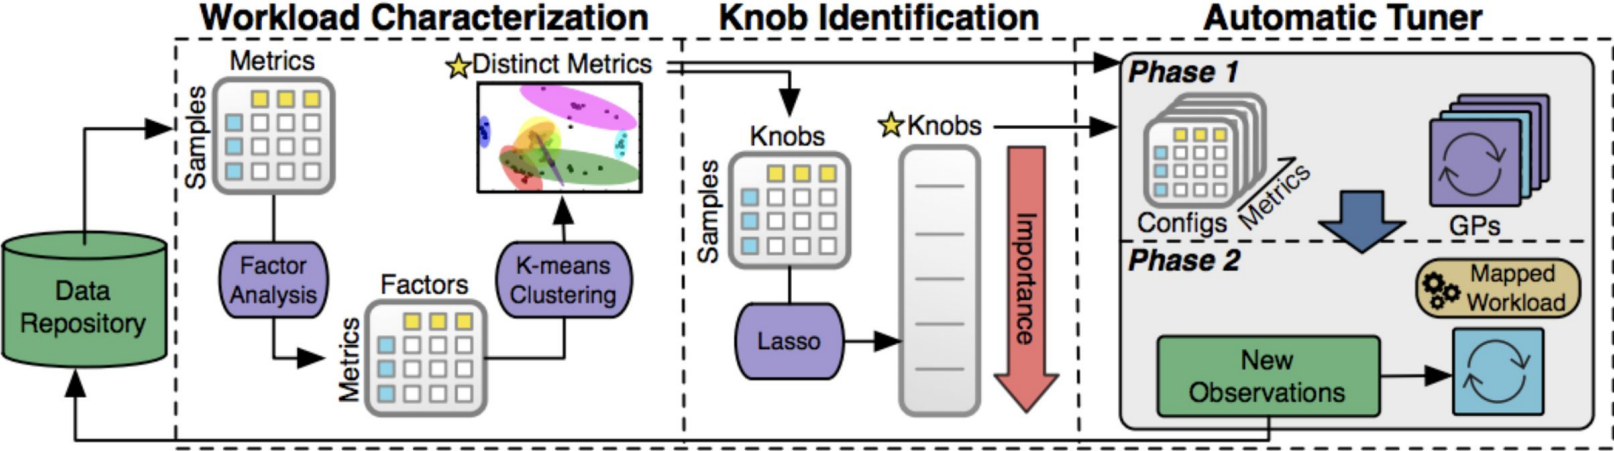 Workload Characterization
Knob Identification
Automatic Tuner
Metrics
Samples
Data
Repository
Factor
Analysis
Factors
Metrics
K-means
Clustering
Distinct Metrics
Knobs
Samples
Lasso
Knobs
Importance
Phase 1
Configs
Metrics
GPs
Phase 2
Mapped
Workload
New
Observations